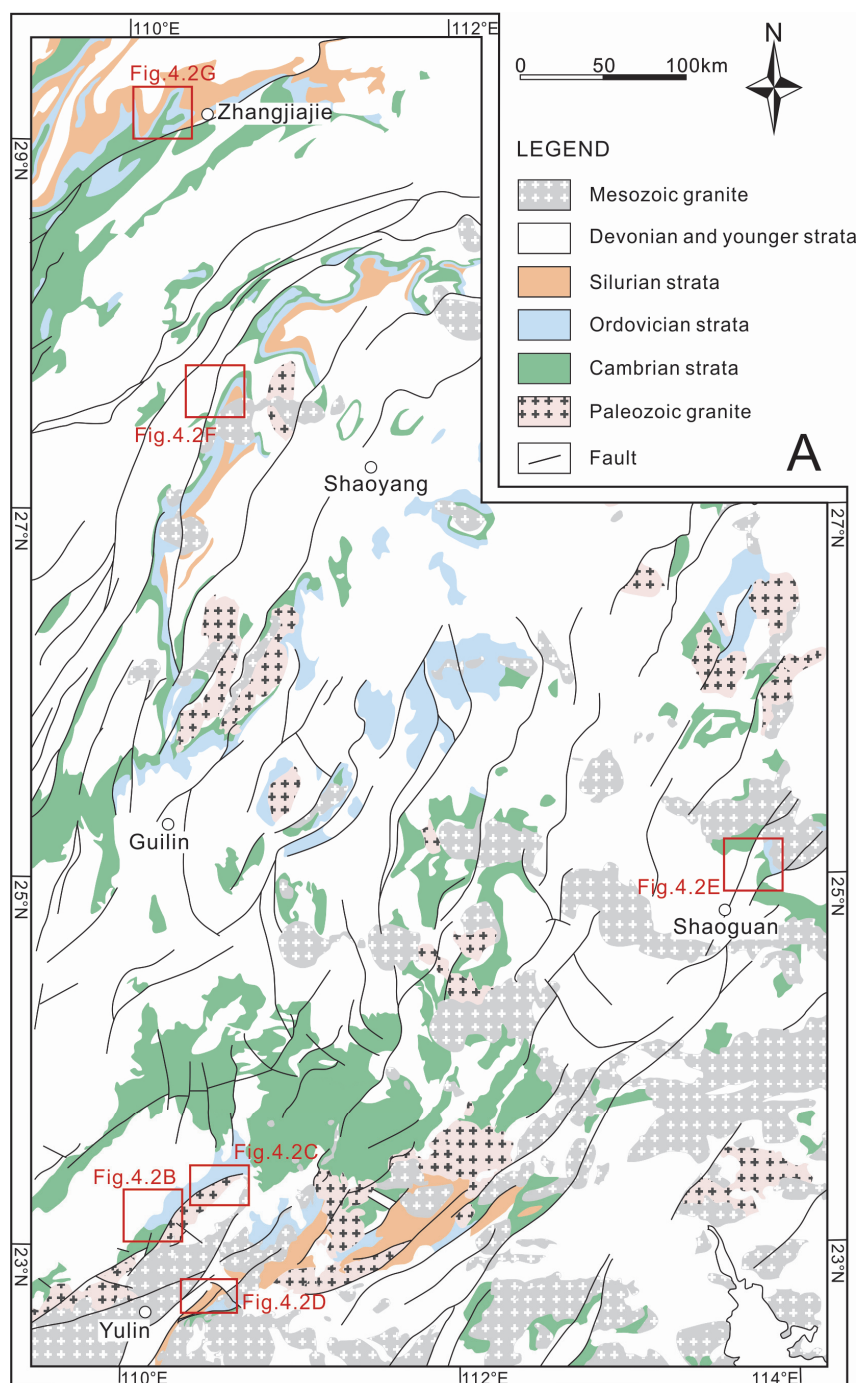 110°E
112°E
Fig.4.2G
Zhangjiajie
29°N
N
0 50 100km
LEGEND
Mesozoic granite
Devonian and younger strata
Silurian strata
Ordovician strata
Cambrian strata
Paleozoic granite
Fault
A
Fig.4.2F
Shaoyang
27°N
27°N
Guilin
25°N
25°N
Fig.4.2E
Shaoguan
Fig.4.2C
Fig.4.2B
23°N
23°N
Fig.4.2D
Yulin
110°E
112°E
114°E